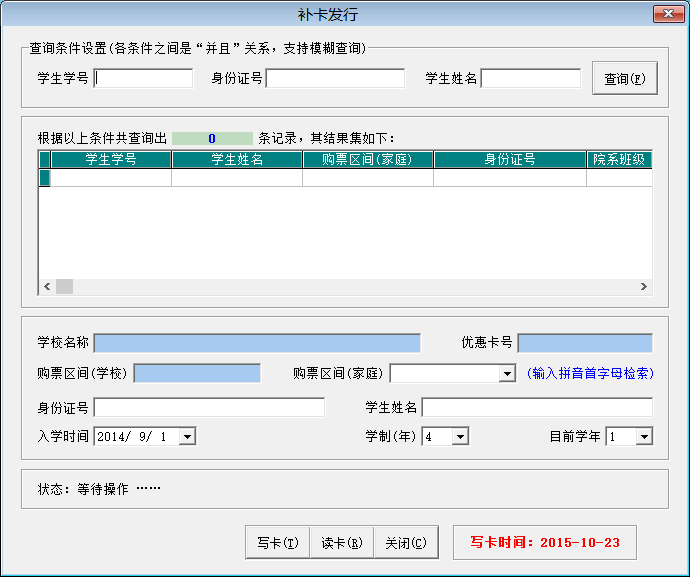 补卡发行
查询条件设置(各条件之间是“并且”关系，支持模糊查询)
学生学号 身份证号 学生姓名 查询(F)
根据以上条件共查询出 0 条记录，其结果集如下：
学生学号 学生姓名 购票区间(家庭) 身份证号 院系班级
学校名称 优惠卡号
购票区间(学校) 购票区间(家庭) (输入拼音首字母检索)
身份证号 学生姓名
入学时间 2014/ 9/ 1 学制(年) 4 目前学年 1
状态：等待操作 ……
写卡(T) 读卡(R) 关闭(C) 写卡时间：2015-10-23